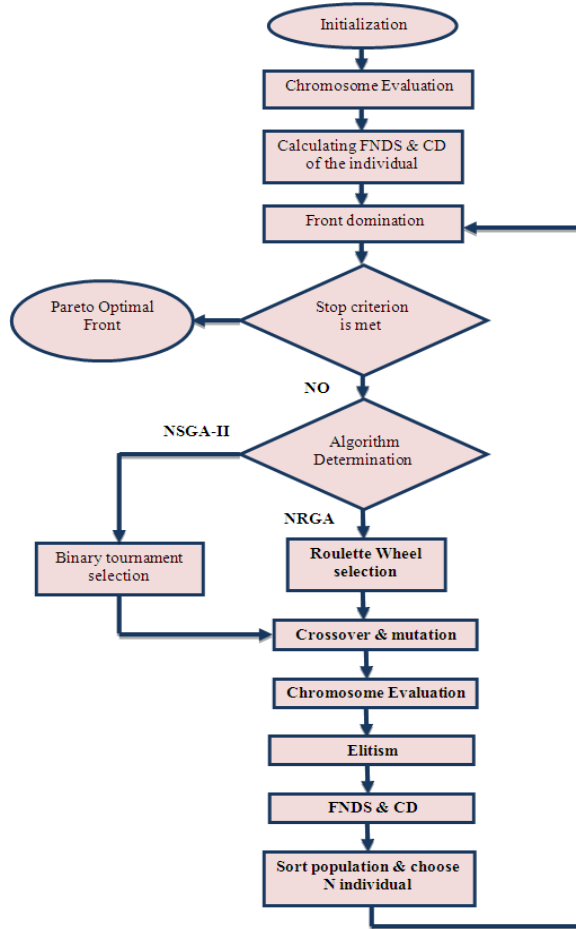 Initialization
Chromosome Evaluation
Calculating FNDS & CD
of the individual
Front domination
Stop criterion
is met
Pareto Optimal
Front
NO
NSGA-II
Algorithm
Determination
NRGA
Binary tournament
selection
Roulette Wheel
selection
Crossover & mutation
Chromosome Evaluation
Elitism
FNDS & CD
Sort population & choose
N individual